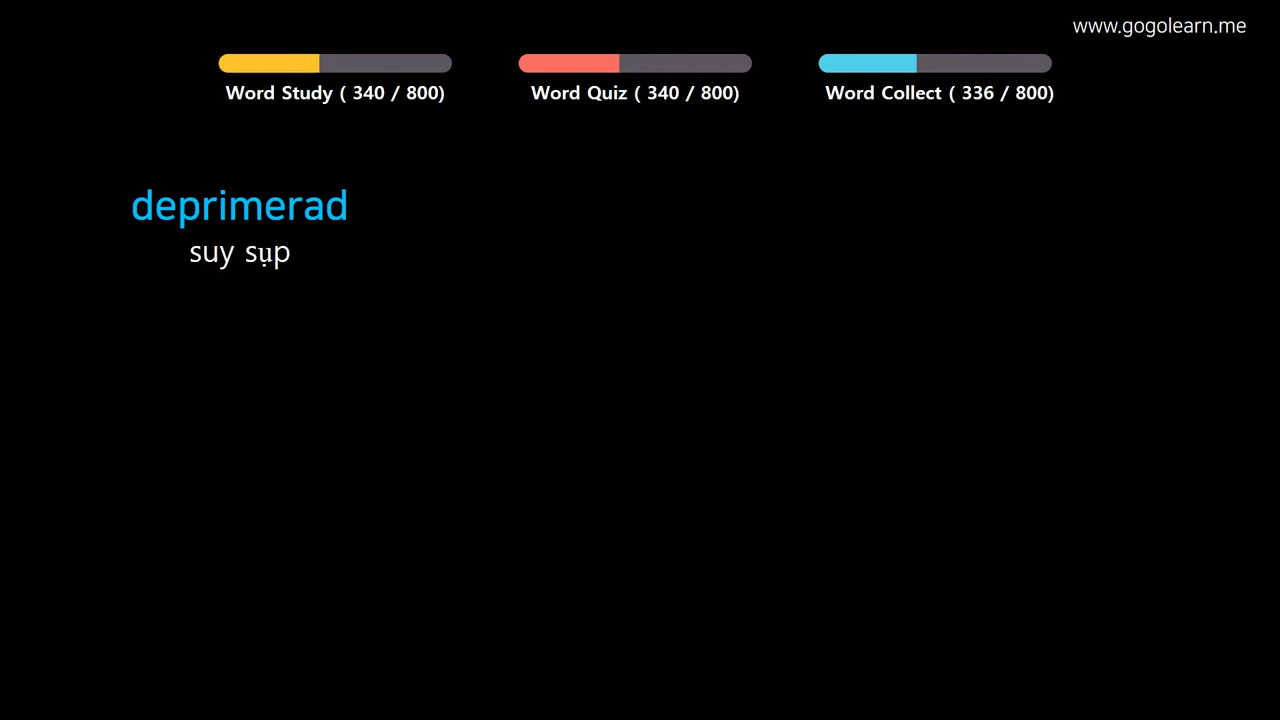 www.gogolearn.me
Word Study ( 340 / 800)
Word Quiz ( 340 / 800)
Word Collect ( 336 / 800)
deprimerad
suy sụp